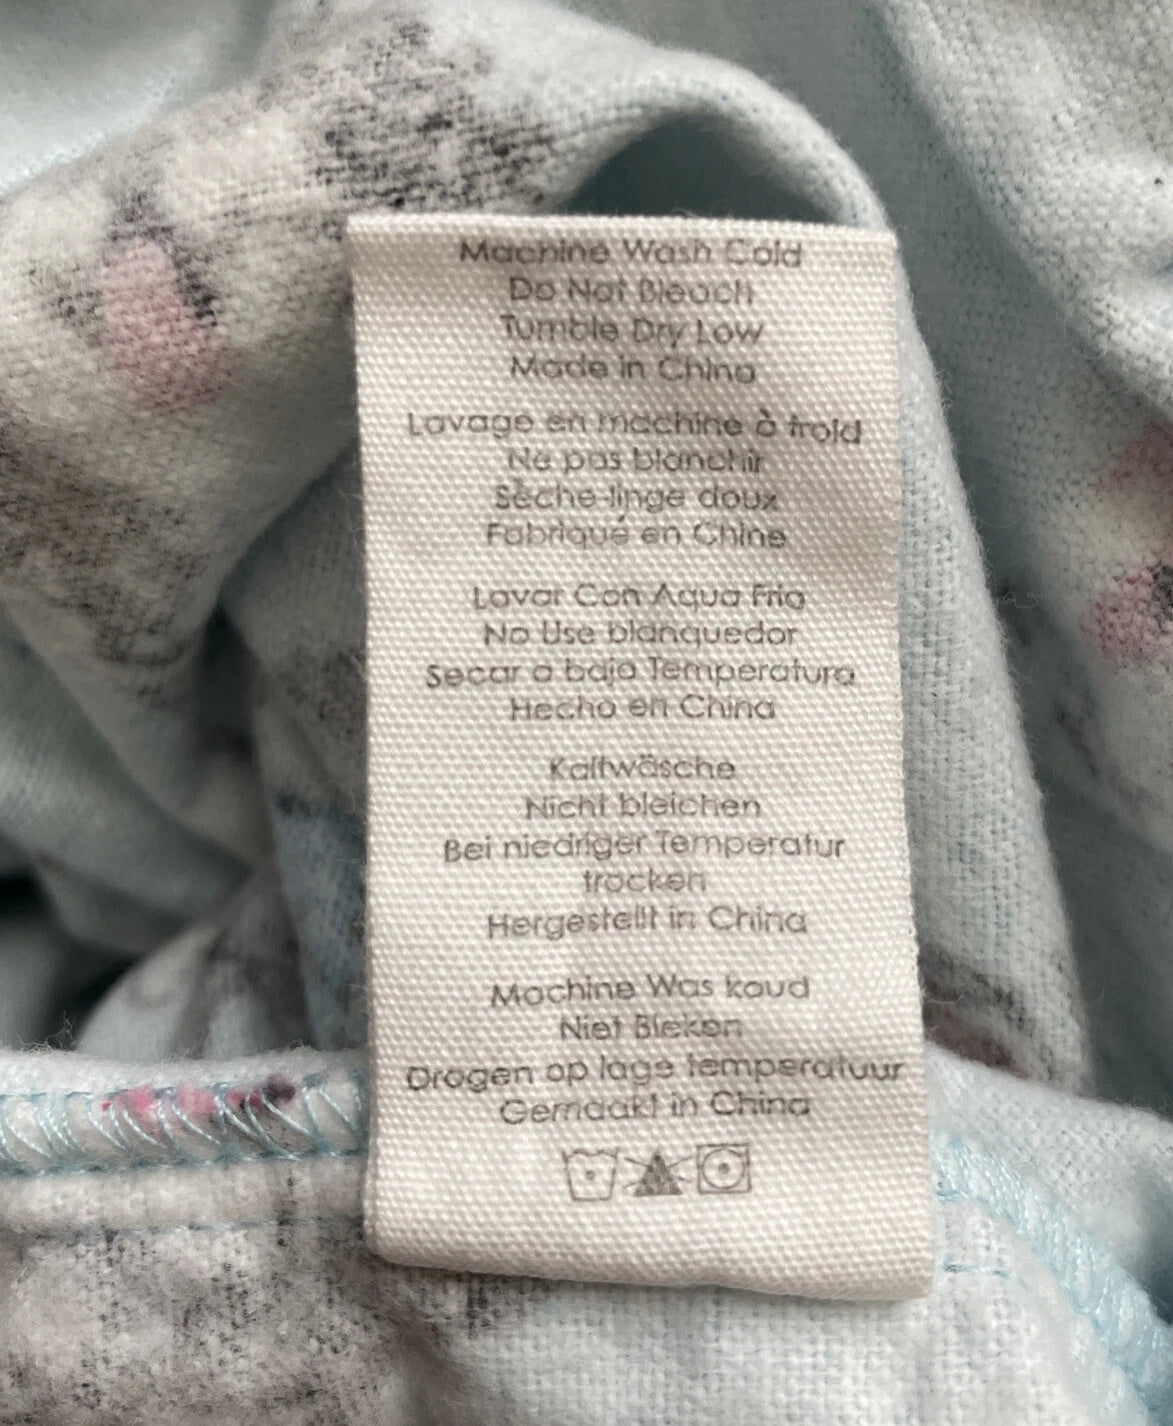 Machine Wash Cold
Do Not Bleach
Tumble Dry Low
Made in China
Lavage en machine à froid
Ne pas blanchir
Sèche-linge doux
Fabriqué en Chine
Lavar Con Aqua Fria
No Use blanquedor
Secar a bajo Temperatura
Hecho en China
Kaltwäsche
Nicht bleichen
Bei niedriger Temperatur
trocken
Hergestellt in China
Machine Was koud
Niet Bleken
Drogen op lage temperatuur
Gemaakt in China